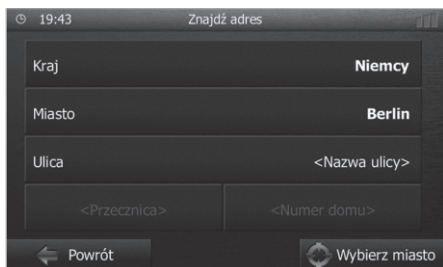 19:43 Znajdź adres
Kraj Niemcy
Miasto Berlin
Ulica <Nazwa ulicy>
<Przecznica> <Numer domu>
Powrót Wybierz miasto